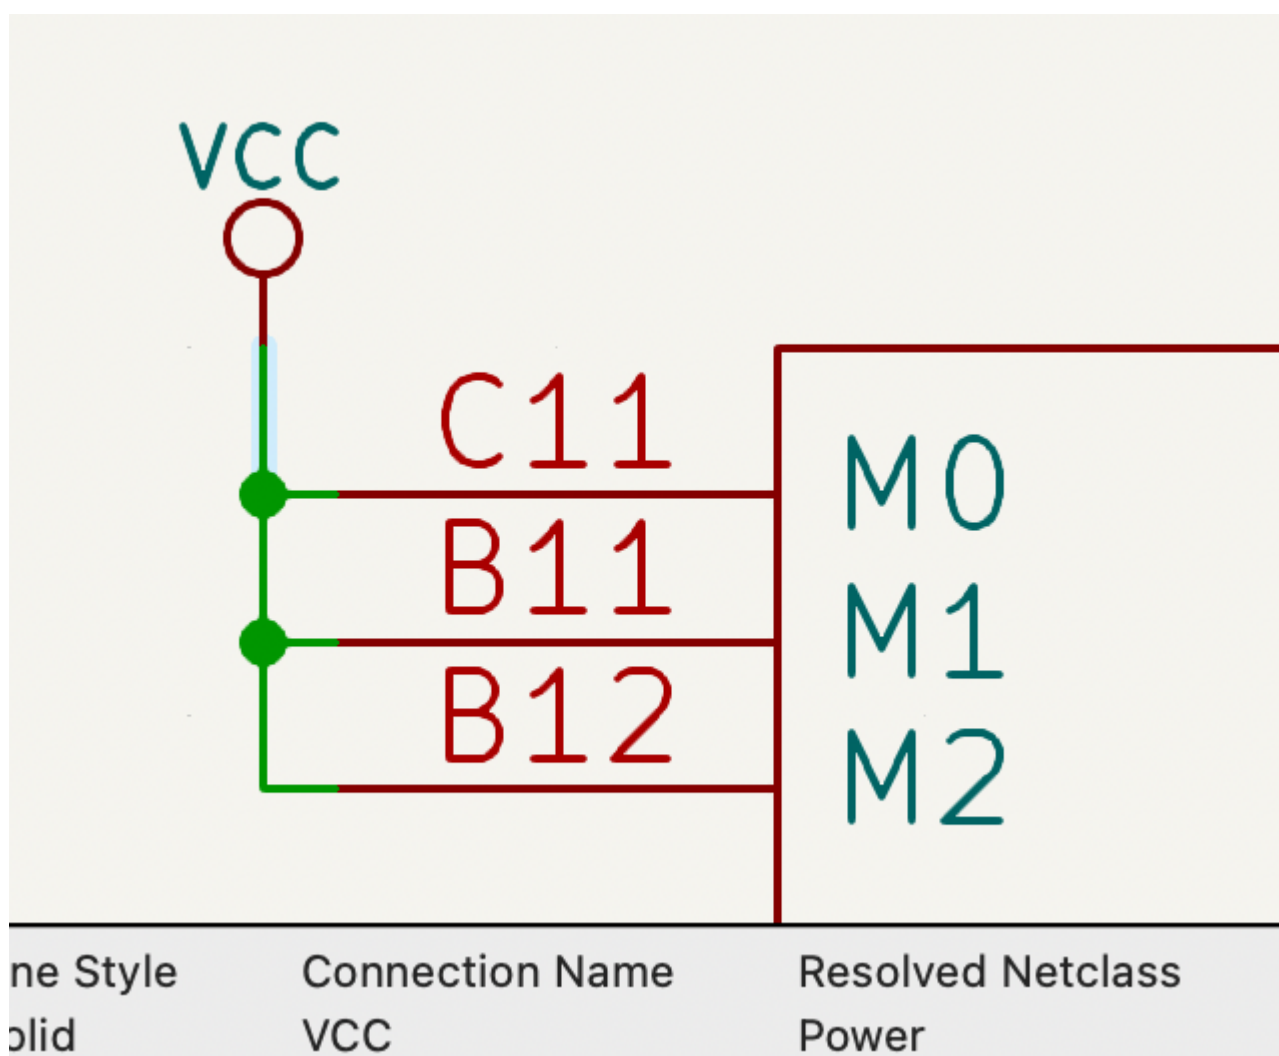 VCC
C11
M0
B11
M1
B12
M2
ne Style Connection Name Resolved Netclass
olid VCC Power